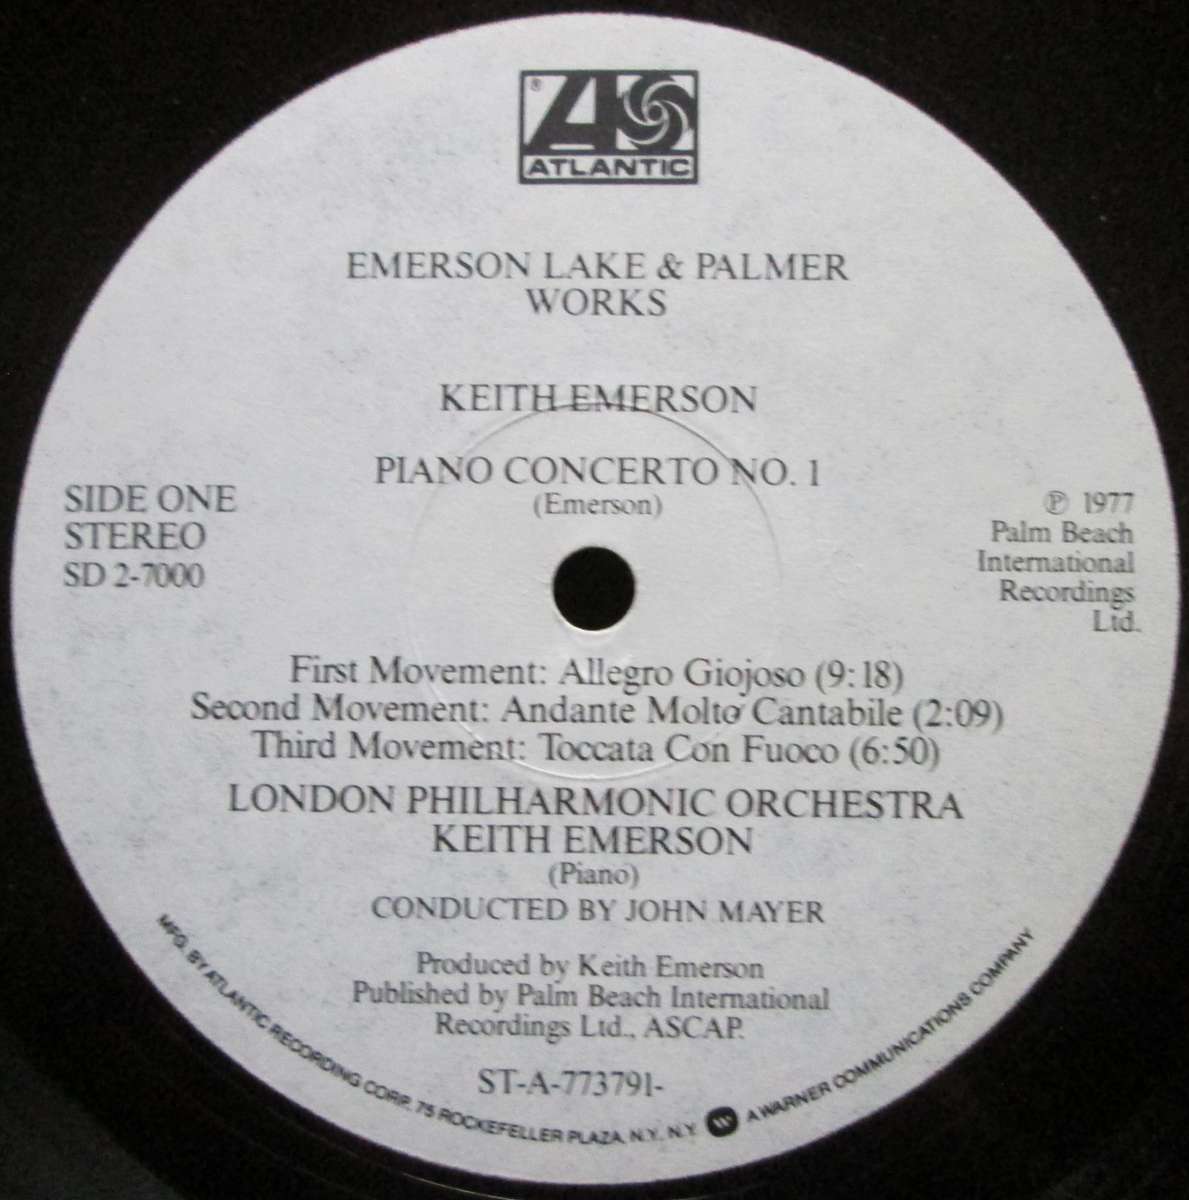 ®
ATLANTIC
EMERSON LAKE & PALMER
WORKS
KEITH EMERSON
PIANO CONCERTO NO. 1
(Emerson)
SIDE ONE
STEREO
SD 2-7000
℗ 1977
Palm Beach
International
Recordings
Ltd.
First Movement: Allegro Giojoso (9:18)
Second Movement: Andante Molto Cantabile (2:09)
Third Movement: Toccata Con Fuoco (6:50)
LONDON PHILHARMONIC ORCHESTRA
KEITH EMERSON
(Piano)
CONDUCTED BY JOHN MAYER
Produced by Keith Emerson
Published by Palm Beach International
Recordings Ltd., ASCAP.
ST-A-773791-
MFG. BY ATLANTIC RECORDING CORP. 75 ROCKEFELLER PLAZA, N.Y. N.Y. A WARNER COMMUNICATIONS COMPANY